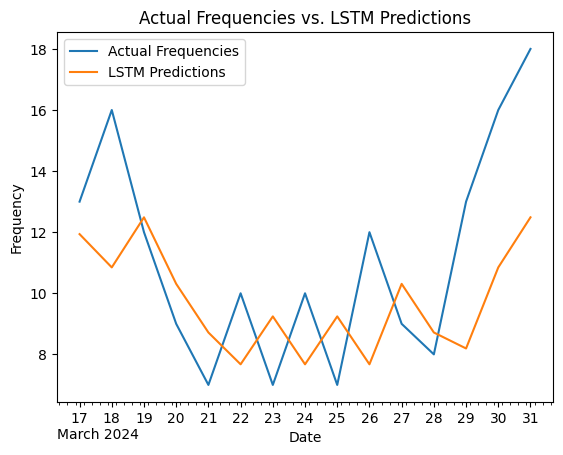 Actual Frequencies vs. LSTM Predictions
Actual Frequencies
LSTM Predictions
18
16
14
12
10
8
Frequency
17 18 19 20 21 22 23 24 25 26 27 28 29 30 31
March 2024
Date